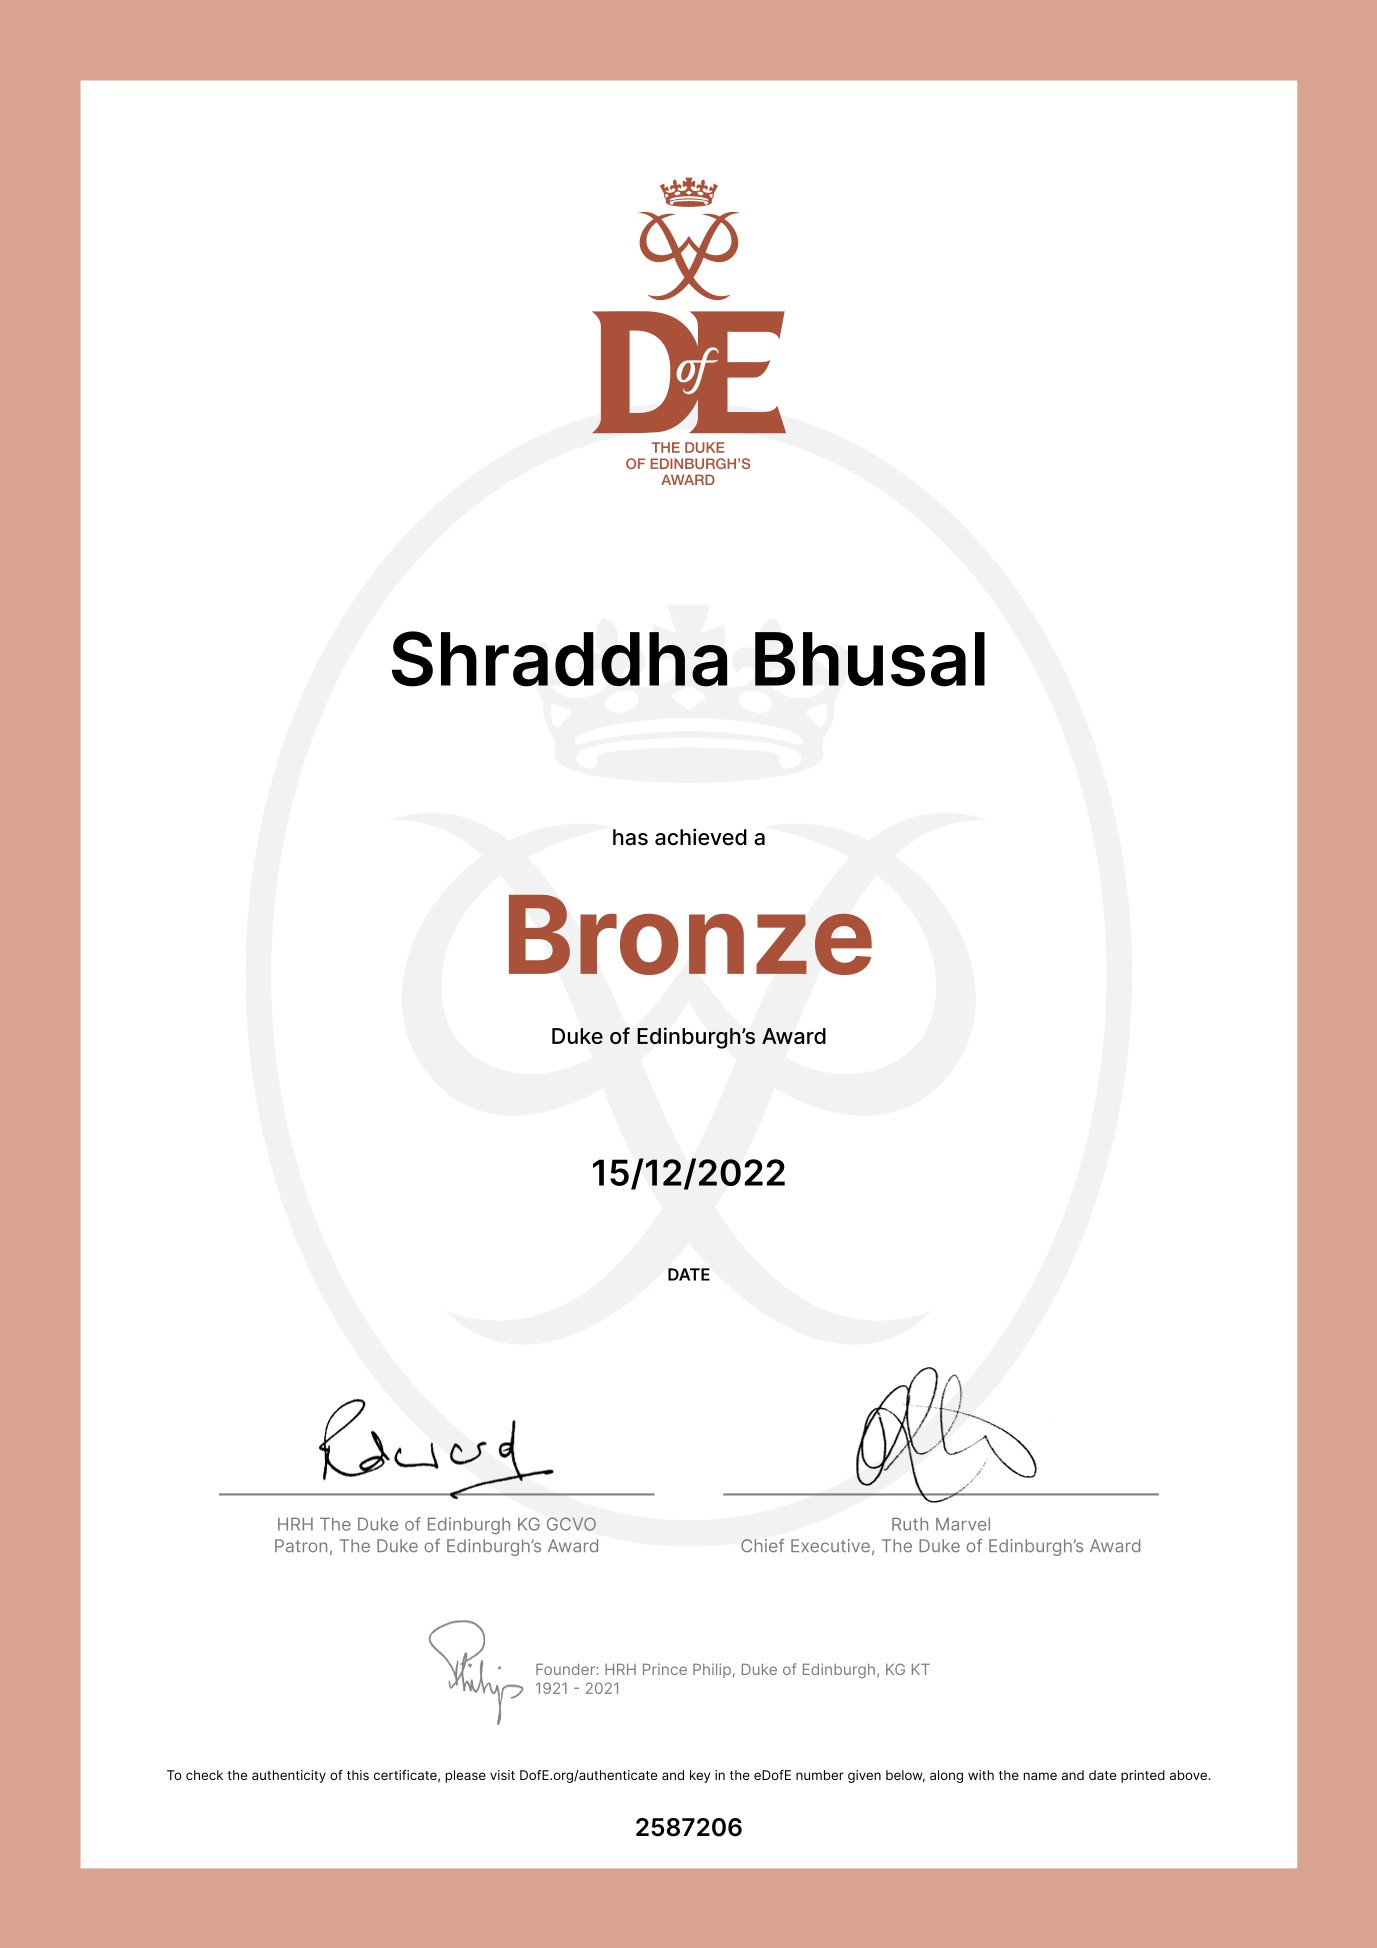 DofE
THE DUKE
OF EDINBURGH'S
AWARD
Shraddha Bhusal
has achieved a
Bronze
Duke of Edinburgh’s Award
15/12/2022
DATE
Edward
HRH The Duke of Edinburgh KG GCVO
Patron, The Duke of Edinburgh’s Award
Ruth Marvel
Chief Executive, The Duke of Edinburgh’s Award
Philip
Founder: HRH Prince Philip, Duke of Edinburgh, KG KT
1921 - 2021
To check the authenticity of this certificate, please visit DofE.org/authenticate and key in the eDofE number given below, along with the name and date printed above.
2587206